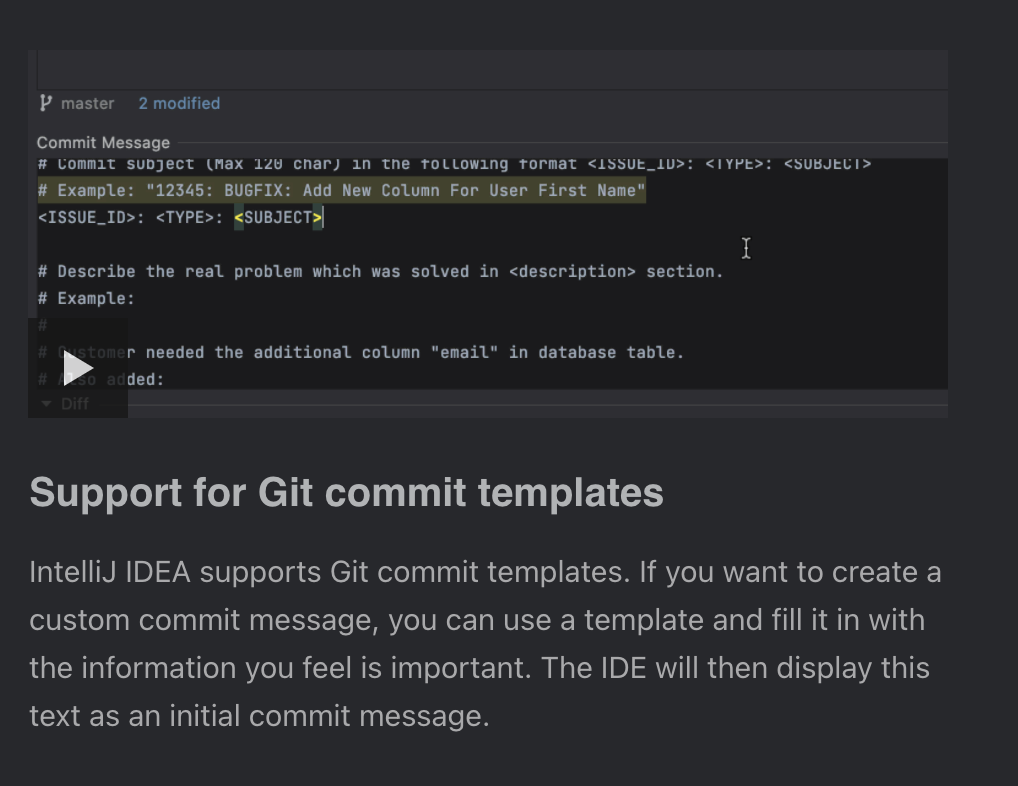 master 2 modified
Commit Message
# Commit subject (Max 120 char) in the following format <ISSUE_ID>: <TYPE>: <SUBJECT>
# Example: "12345: BUGFIX: Add New Column For User First Name"
<ISSUE_ID>: <TYPE>: <SUBJECT>
# Describe the real problem which was solved in <description> section.
# Example:
#
# Customer needed the additional column "email" in database table.
# Also added:
Diff
Support for Git commit templates
IntelliJ IDEA supports Git commit templates. If you want to create a
custom commit message, you can use a template and fill it in with
the information you feel is important. The IDE will then display this
text as an initial commit message.